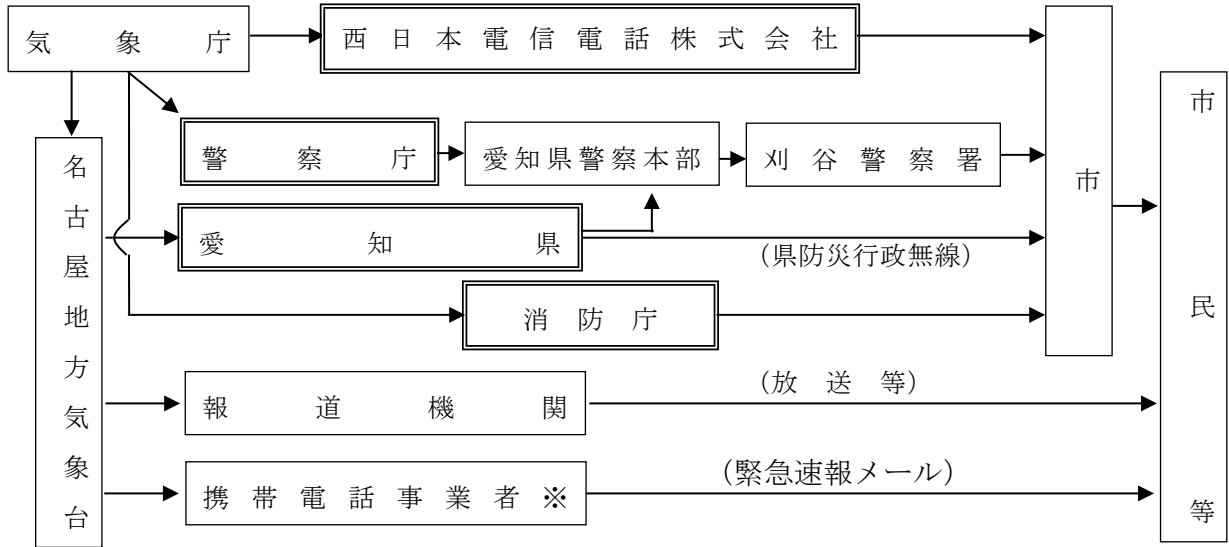 気象庁
西日本電信電話株式会社
警察庁
愛知県警察本部
刈谷警察署
市
名古屋地方気象台
愛知県
(県防災行政無線)
消防庁
市民等
報道機関
(放送等)
携帯電話事業者※
(緊急速報メール)